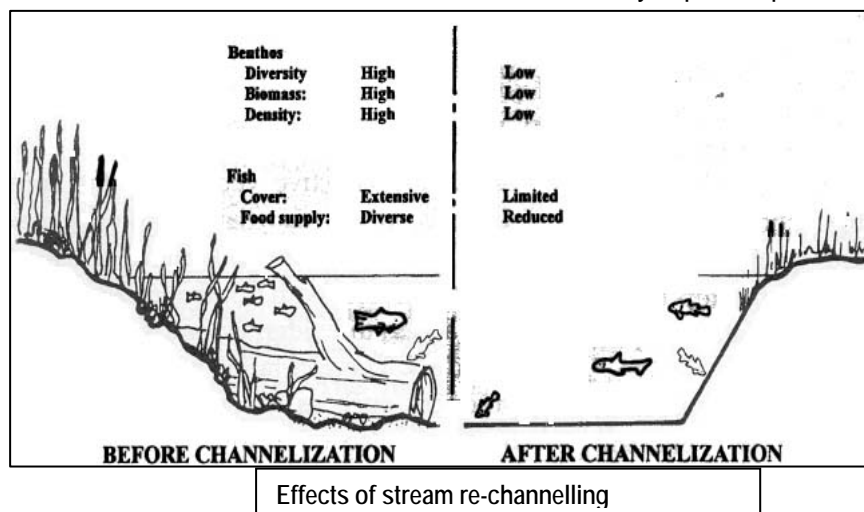 Benthos
Diversity High Low
Biomass: High Low
Density: High Low
Fish
Cover: Extensive Limited
Food supply: Diverse Reduced
BEFORE CHANNELIZATION AFTER CHANNELIZATION
Effects of stream re-channelling